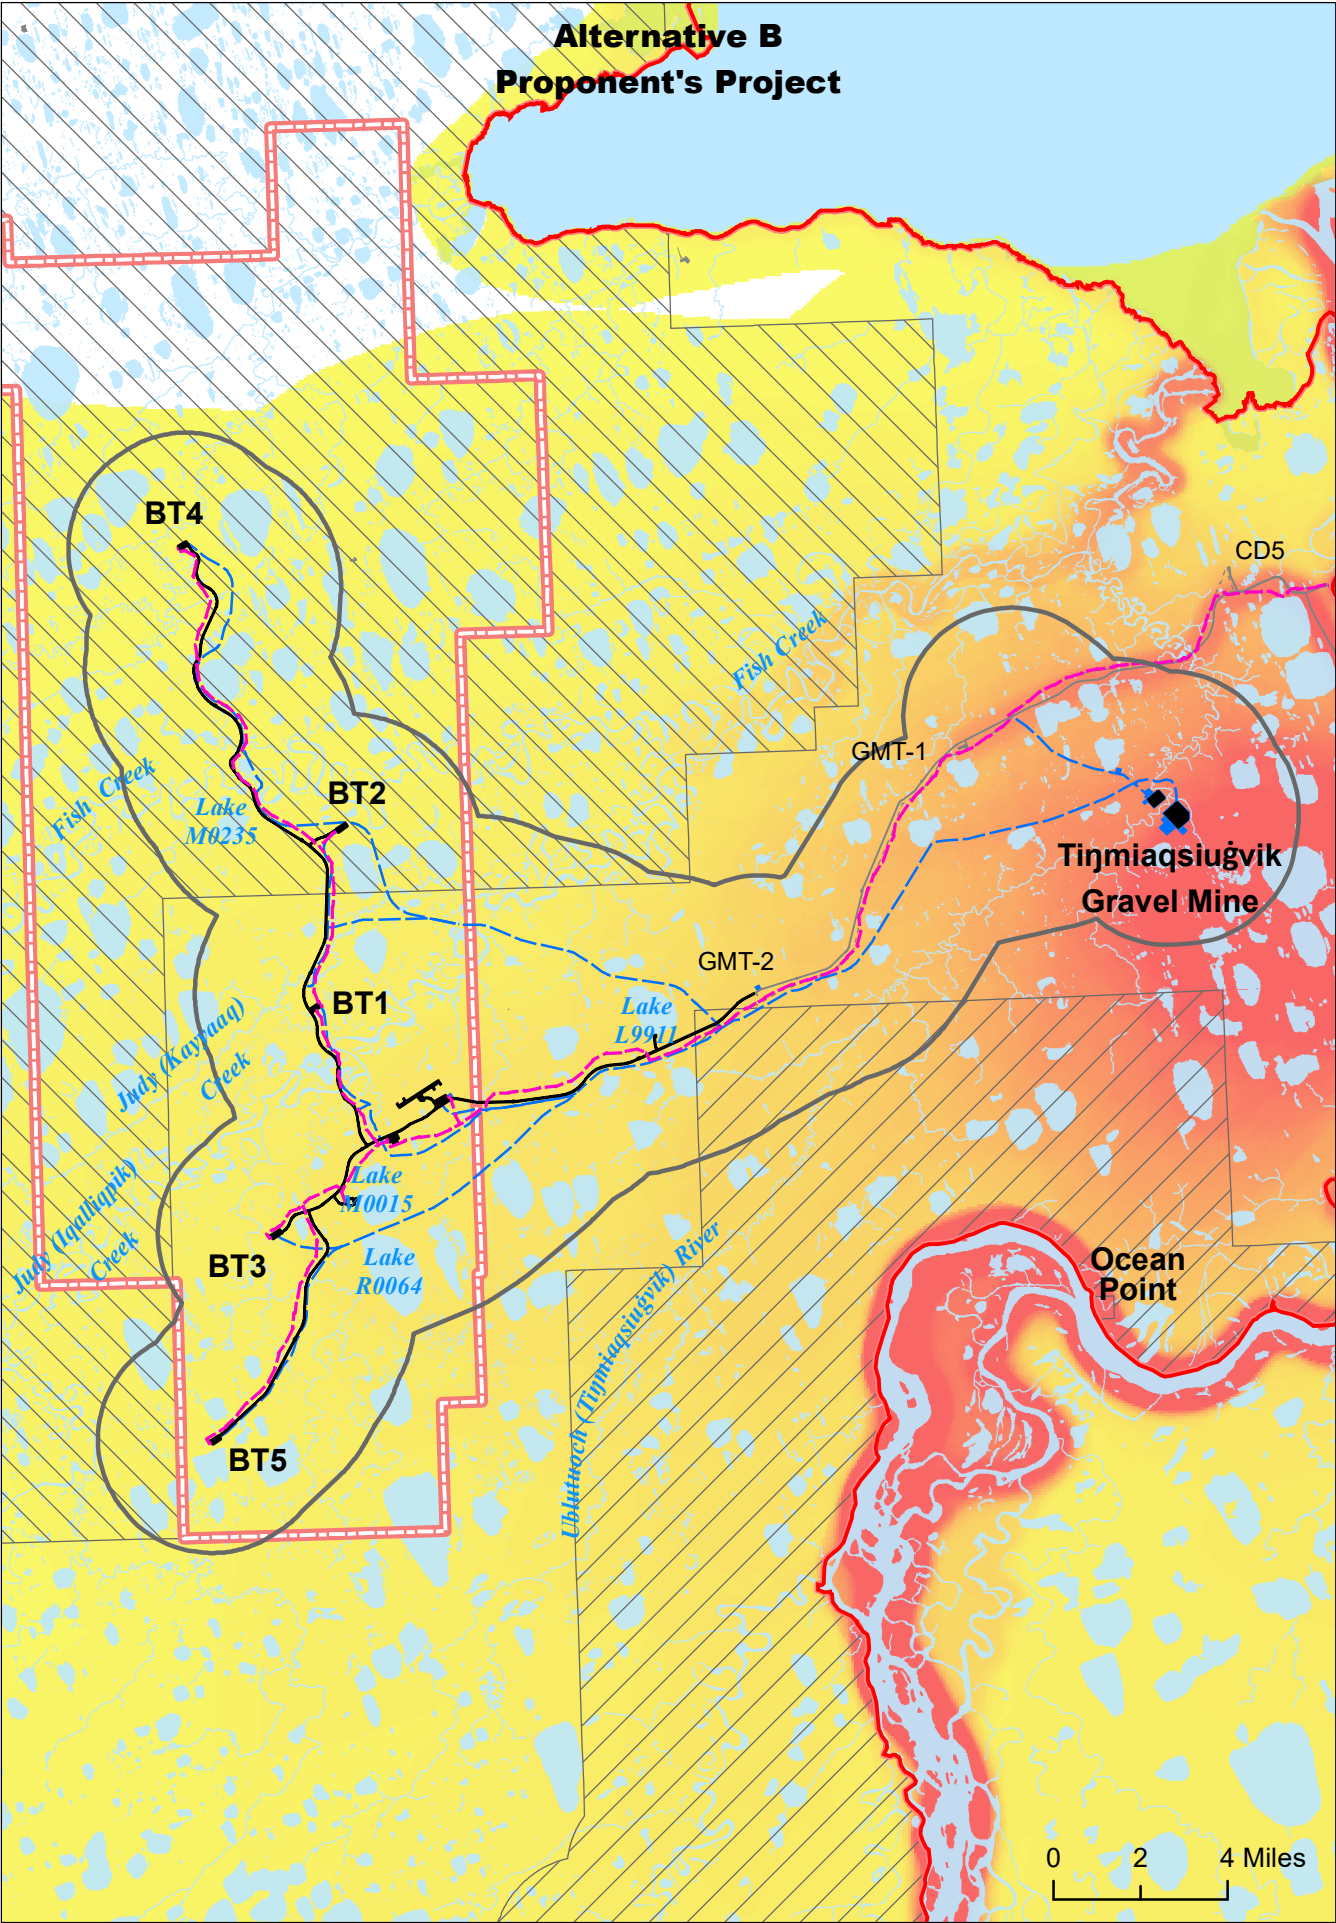 Alternative B
Proponent's Project
BT4
CD5
Fish Creek
GMT-1
Fish Creek
BT2
Lake
M0235
Tiŋmiaqsiuġvik
Gravel Mine
GMT-2
BT1
Lake
L9911
Judy (Kayyaaq)
Creek
Lake
M0015
Judy (Iqalliqpik)
Creek
BT3
Lake
R0064
Ublutuoch (Tiŋmiaqsiuġvik) River
Ocean
Point
BT5
0 2 4 Miles